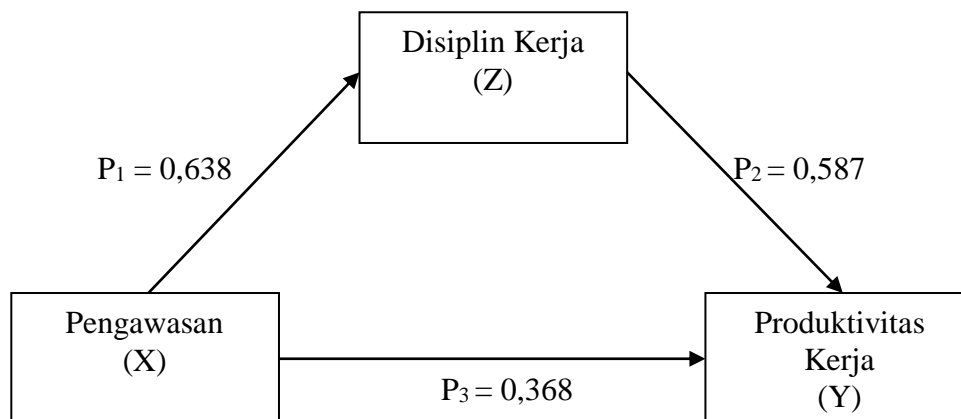 Disiplin Kerja
(Z)
P₁ = 0,638
P₂ = 0,587
Pengawasan
(X)
Produktivitas
Kerja
(Y)
P₃ = 0,368